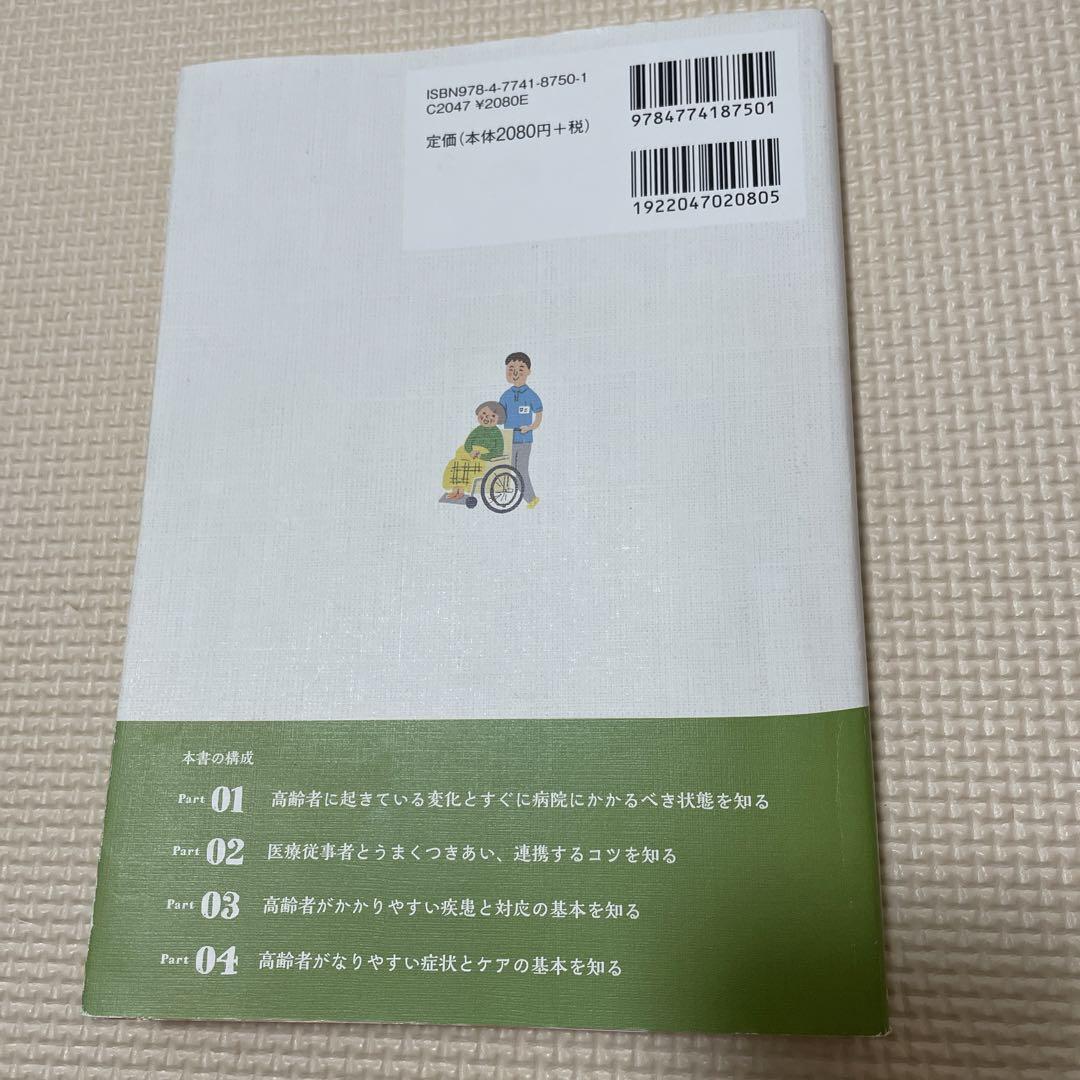 ISBN978-4-7741-8750-1
C2047 ¥2080E
定価(本体2080円+税)
9784774187501
1922047020805
本書の構成
Part 01 高齢者に起きている変化とすぐに病院にかかるべき状態を知る
Part 02 医療従事者とうまくつきあい、連携するコツを知る
Part 03 高齢者がかかりやすい疾患と対応の基本を知る
Part 04 高齢者がなりやすい症状とケアの基本を知る